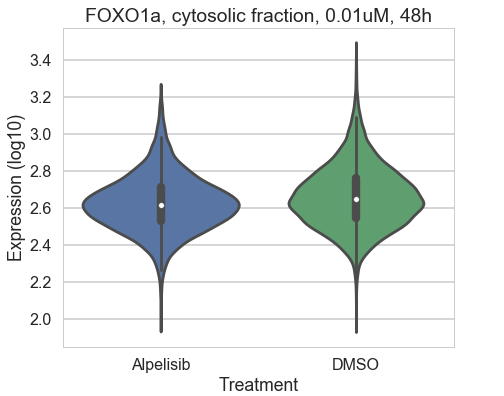 FOXO1a, cytosolic fraction, 0.01uM, 48h
Expression (log10)
3.4
3.2
3.0
2.8
2.6
2.4
2.2
2.0
Alpelisib
DMSO
Treatment